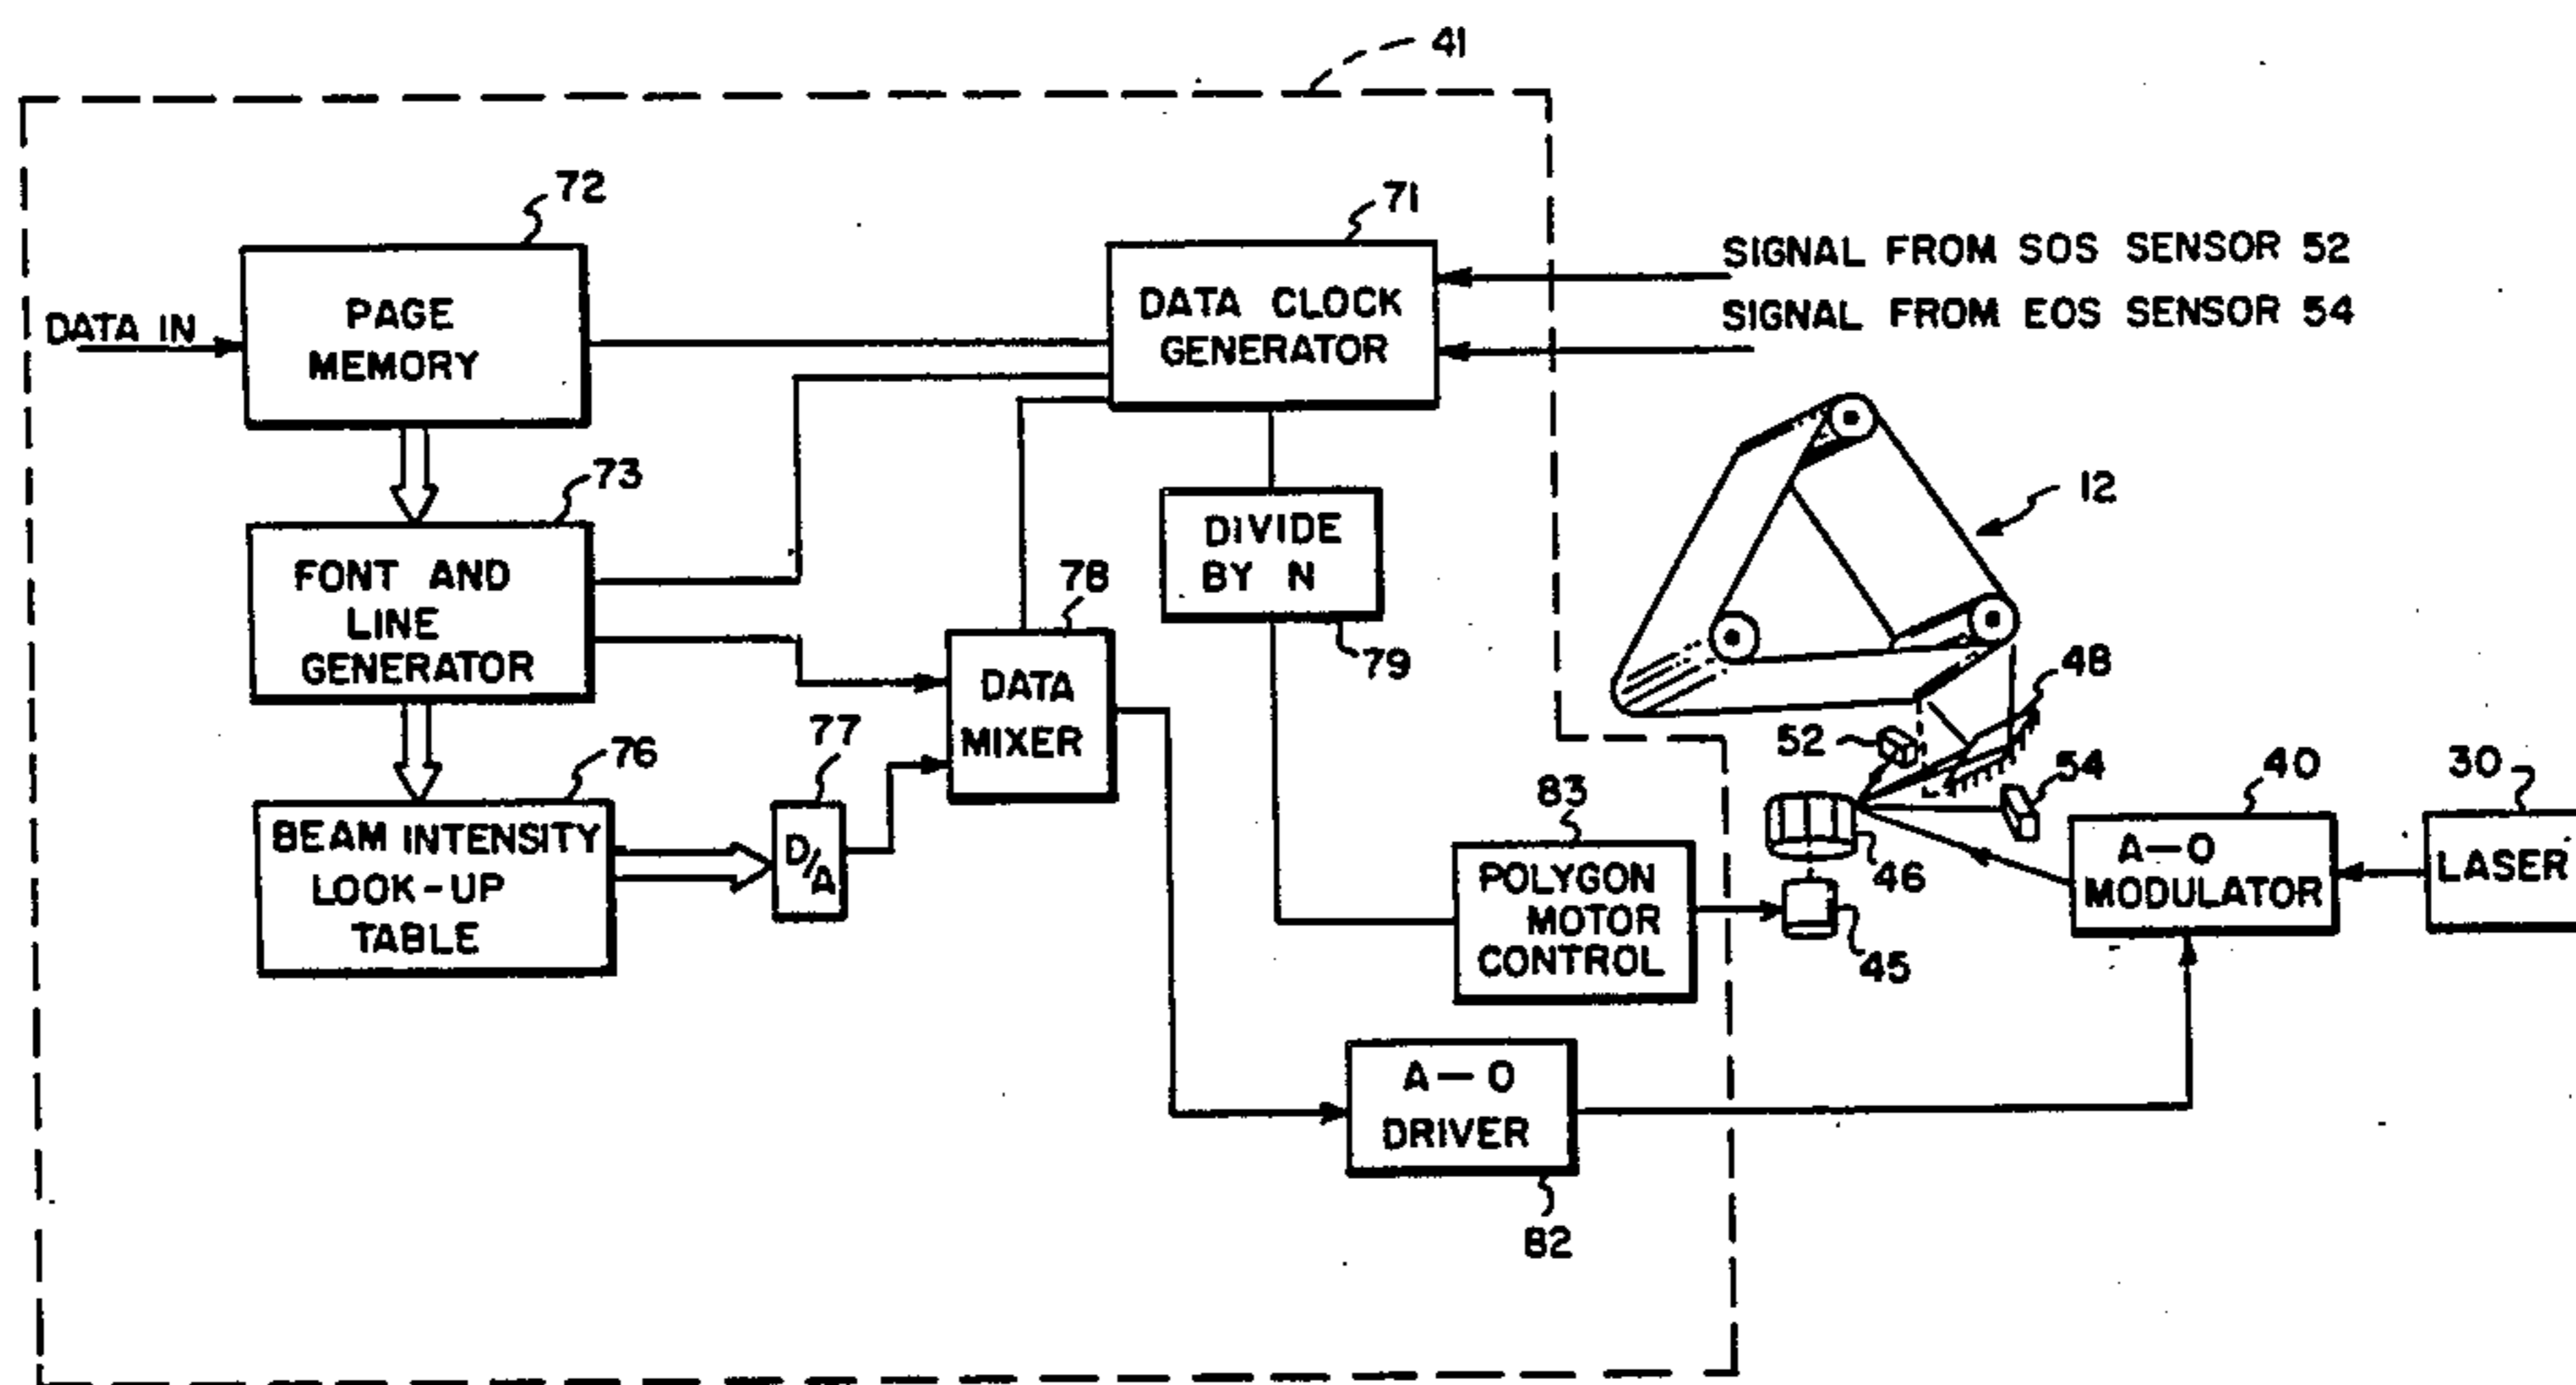 41
72
71
SIGNAL FROM SOS SENSOR 52
SIGNAL FROM EOS SENSOR 54
DATA IN
PAGE
MEMORY
DATA CLOCK
GENERATOR
73
12
FONT AND
LINE
GENERATOR
78
DIVIDE
BY N
79
48
DATA
MIXER
77
76
52
54
40
30
BEAM INTENSITY
LOOK-UP
TABLE
D/A
83
POLYGON
MOTOR
CONTROL
46
45
A-O
MODULATOR
LASER
A-O
DRIVER
82